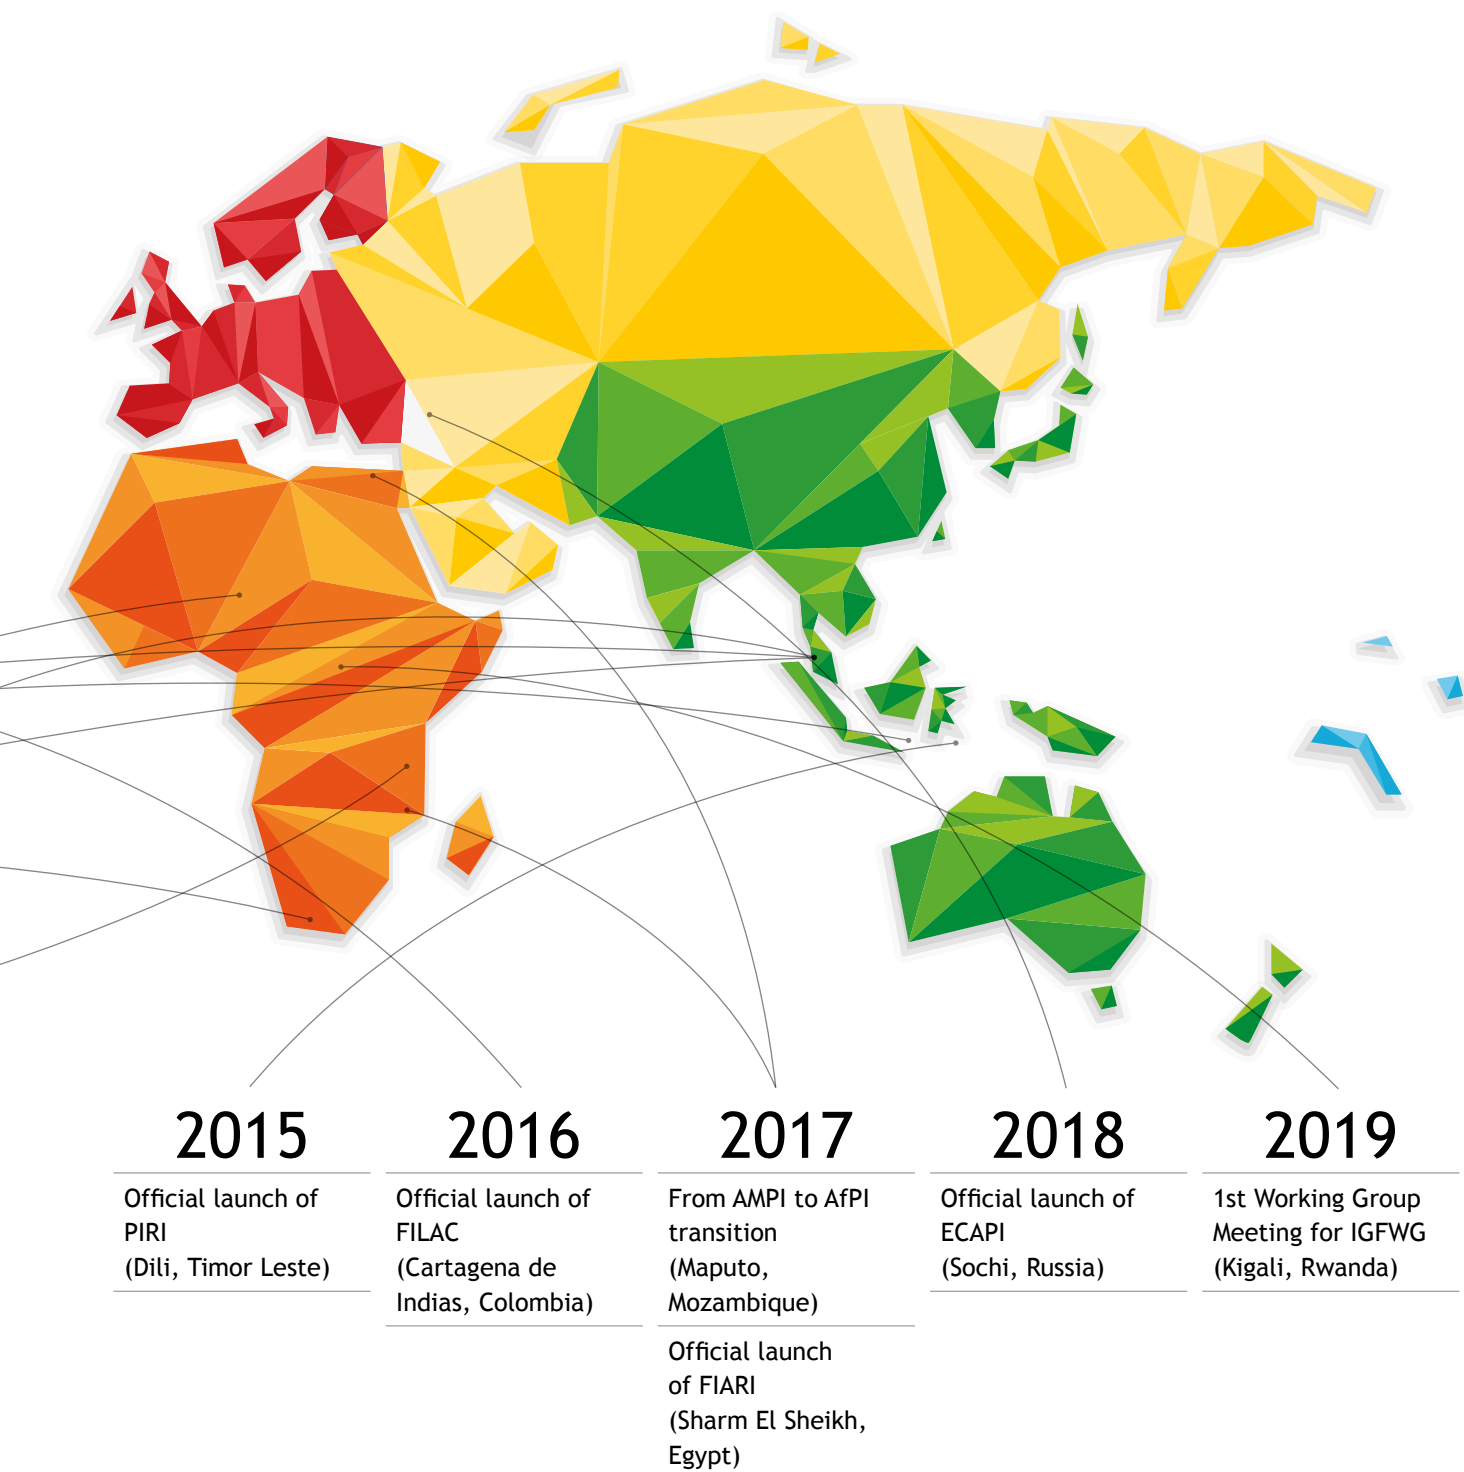 2015
Official launch of
PIRI
(Dili, Timor Leste)
2016
Official launch of
FILAC
(Cartagena de
Indias, Colombia)
2017
From AMPI to AfPI
transition
(Maputo,
Mozambique)
Official launch
of FIARI
(Sharm El Sheikh,
Egypt)
2018
Official launch of
ECAPI
(Sochi, Russia)
2019
1st Working Group
Meeting for IGFWG
(Kigali, Rwanda)